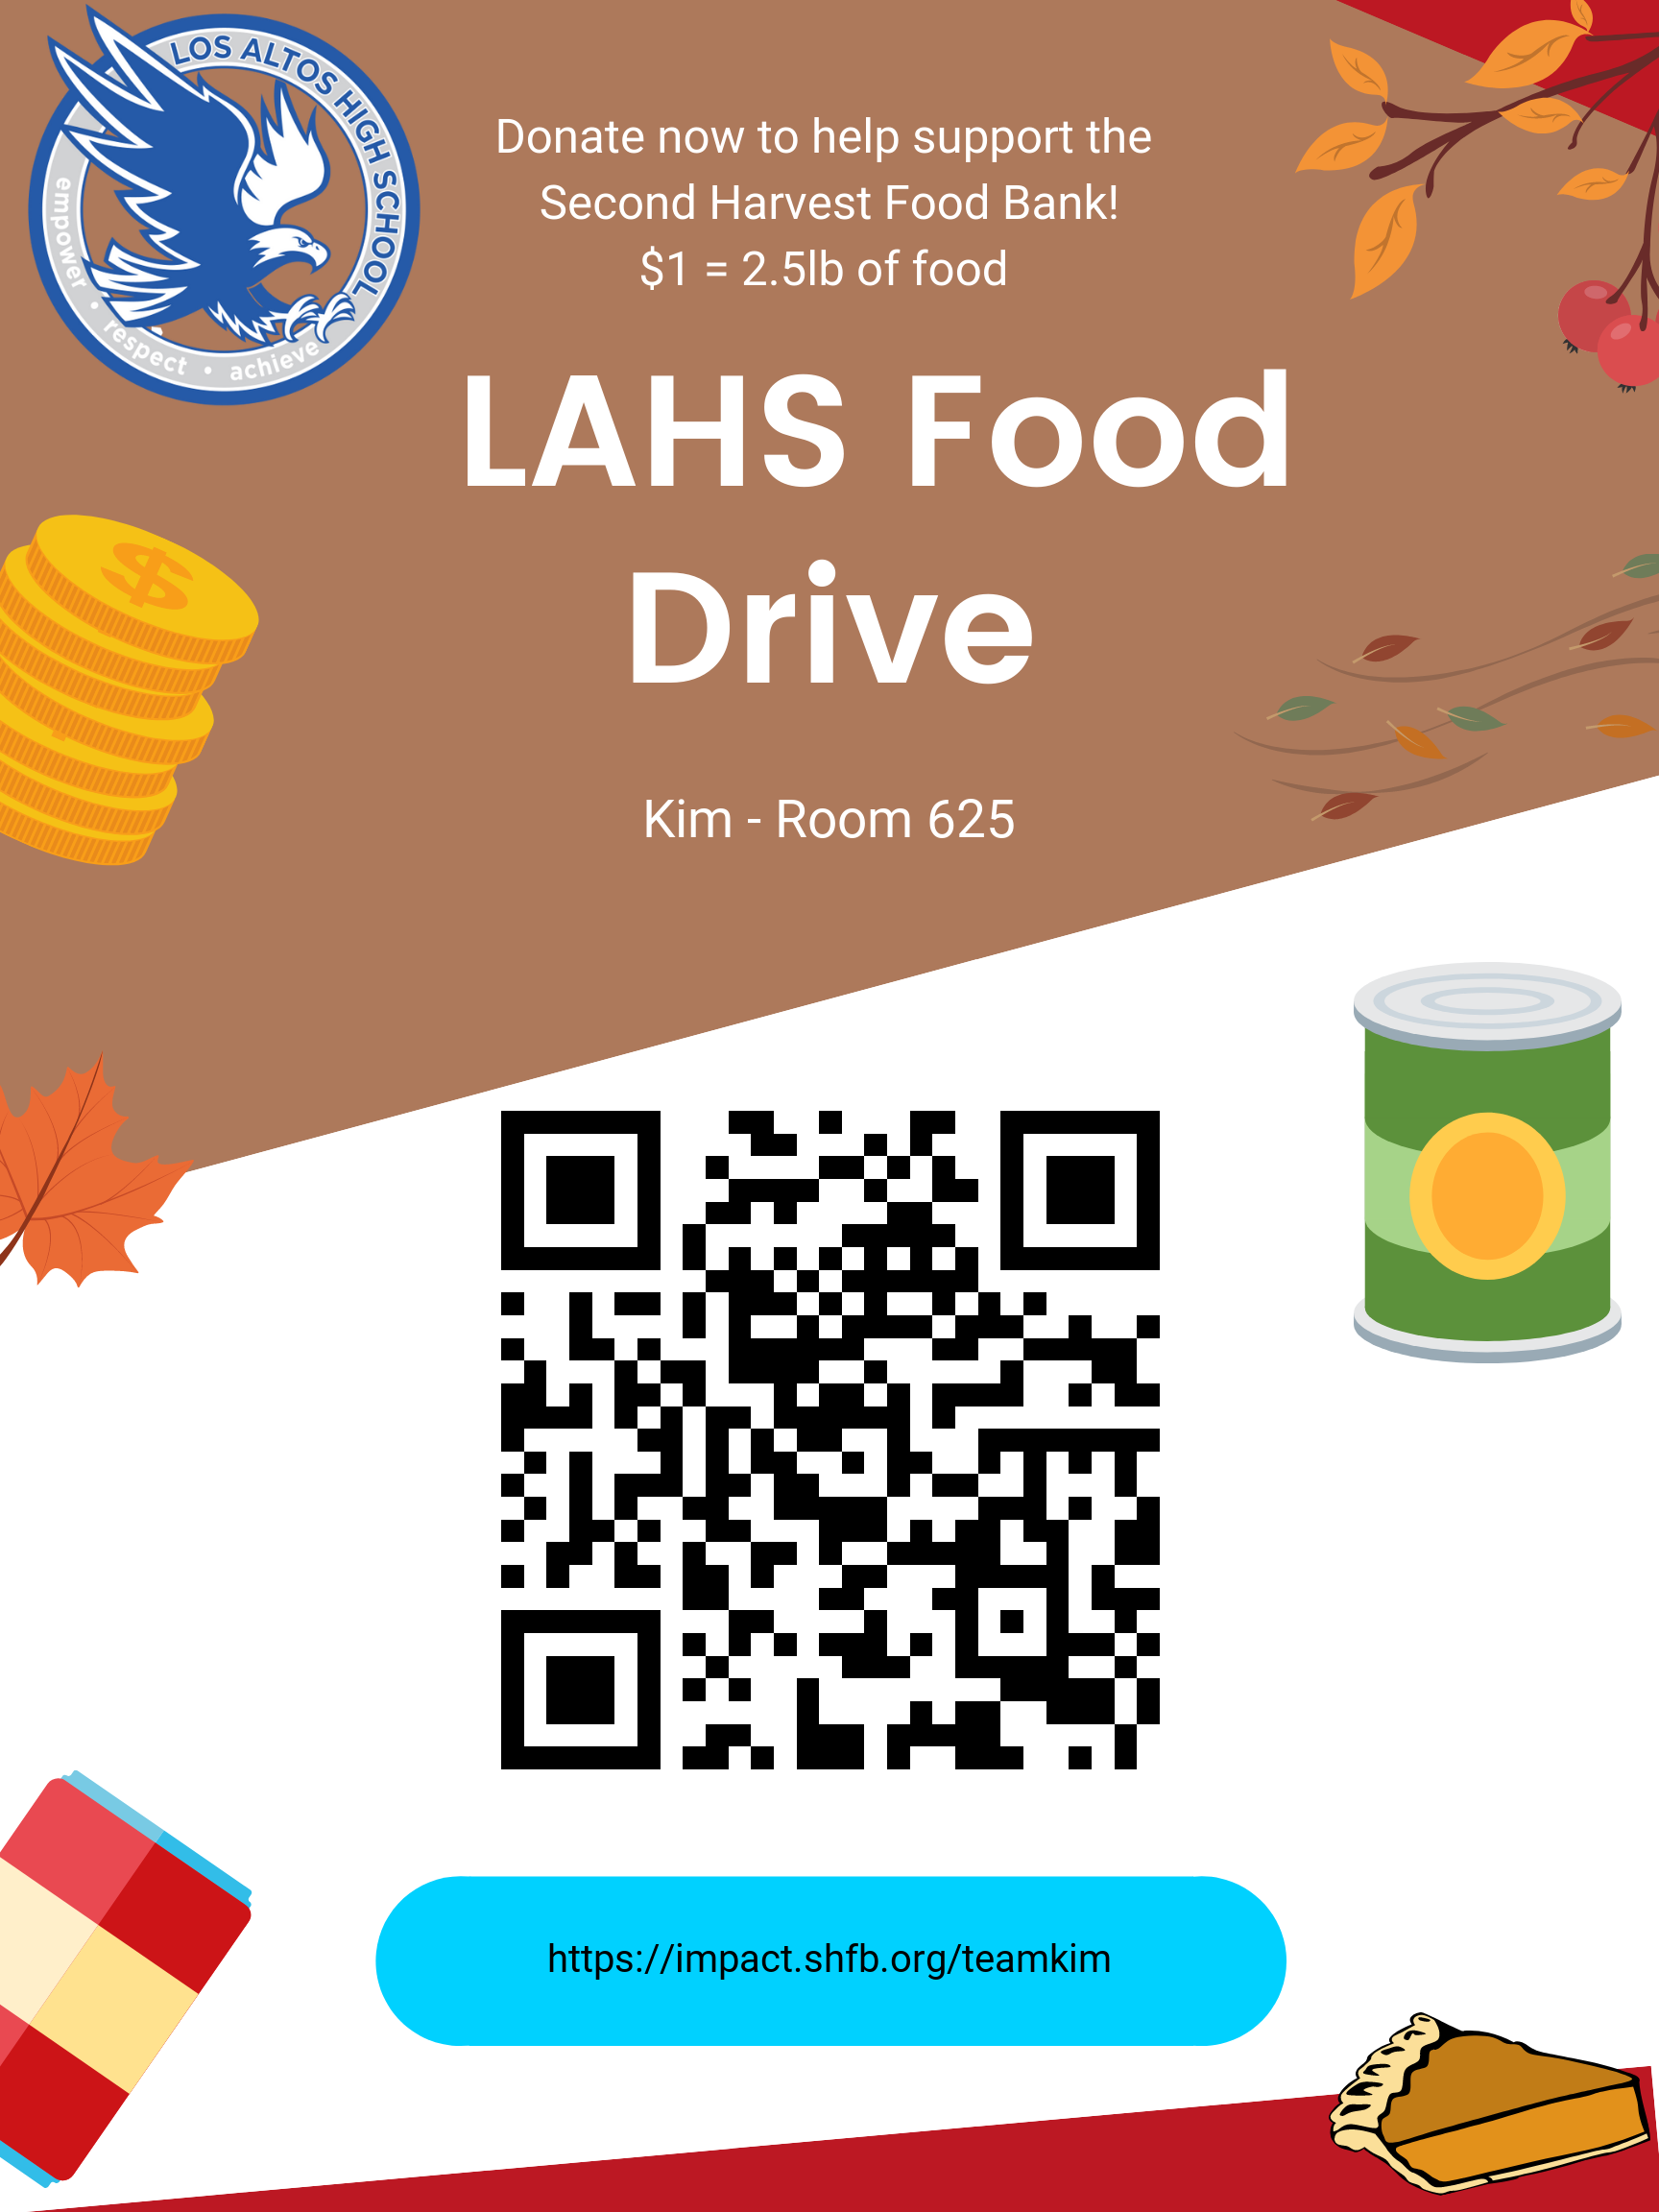 LOS ALTOS HIGH SCHOOL
empower • respect • achieve
Donate now to help support the
Second Harvest Food Bank!
$1 = 2.5lb of food
LAHS Food
Drive
$
Kim - Room 625
https://impact.shfb.org/teamkim